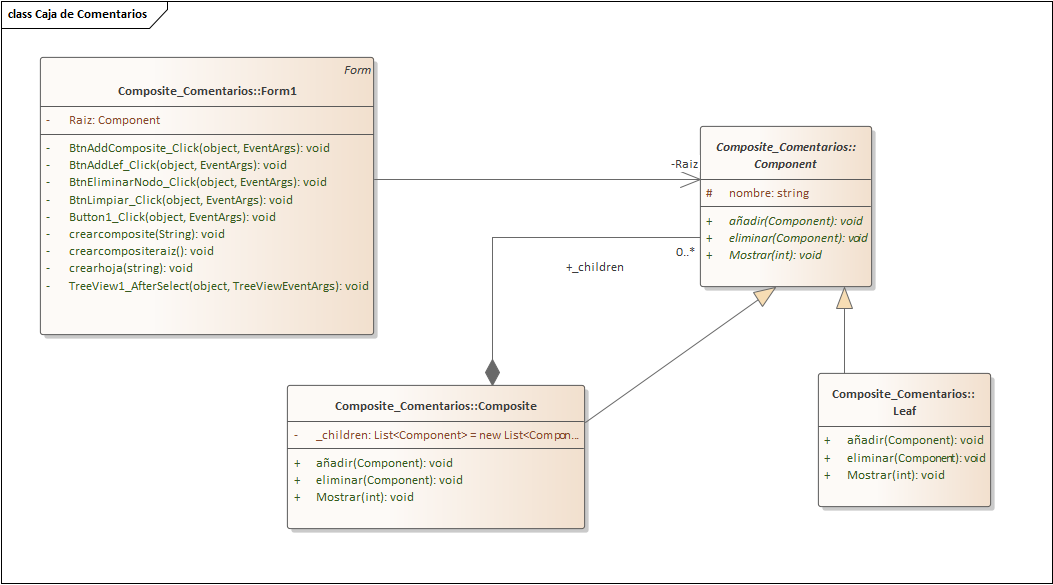 class Caja de Comentarios
Form
Composite_Comentarios::Form1
- Raiz: Component
- BtnAddComposite_Click(object, EventArgs): void
- BtnAddLef_Click(object, EventArgs): void
- BtnEliminarNodo_Click(object, EventArgs): void
- BtnLimpiar_Click(object, EventArgs): void
- Button1_Click(object, EventArgs): void
- crearcomposite(String): void
- crearcompositeraiz(): void
- crearhoja(string): void
- TreeView1_AfterSelect(object, TreeViewEventArgs): void
-Raiz
Composite_Comentarios::
Component
# nombre: string
+ añadir(Component): void
+ eliminar(Component): void
+ Mostrar(int): void
0..*
+_children
Composite_Comentarios::Composite
- _children: List<Component> = new List<Compon...
+ añadir(Component): void
+ eliminar(Component): void
+ Mostrar(int): void
Composite_Comentarios::
Leaf
+ añadir(Component): void
+ eliminar(Component): void
+ Mostrar(int): void